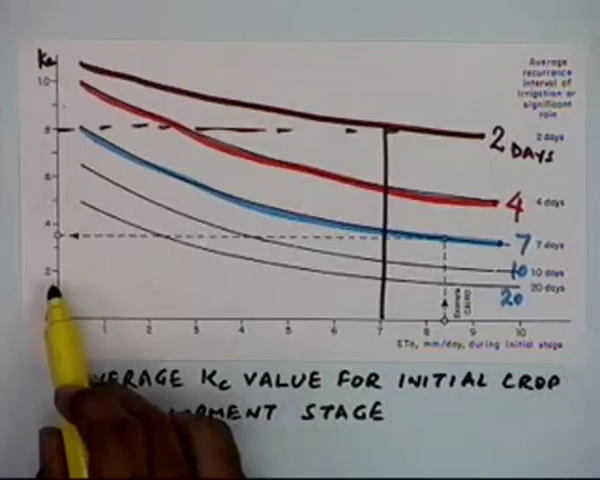 Kc
Average
recurrence
interval of
irrigation or
significant
rain
1.0
.8
2 DAYS
2 days
.6
4
4 days
.4
7
7 days
.2
10
10 days
20 days
20
Example
CAIRO
1 2 3 4 5 6 7 8 9 10
ETo, mm/day, during initial stage
AVERAGE Kc VALUE FOR INITIAL CROP
STAGE